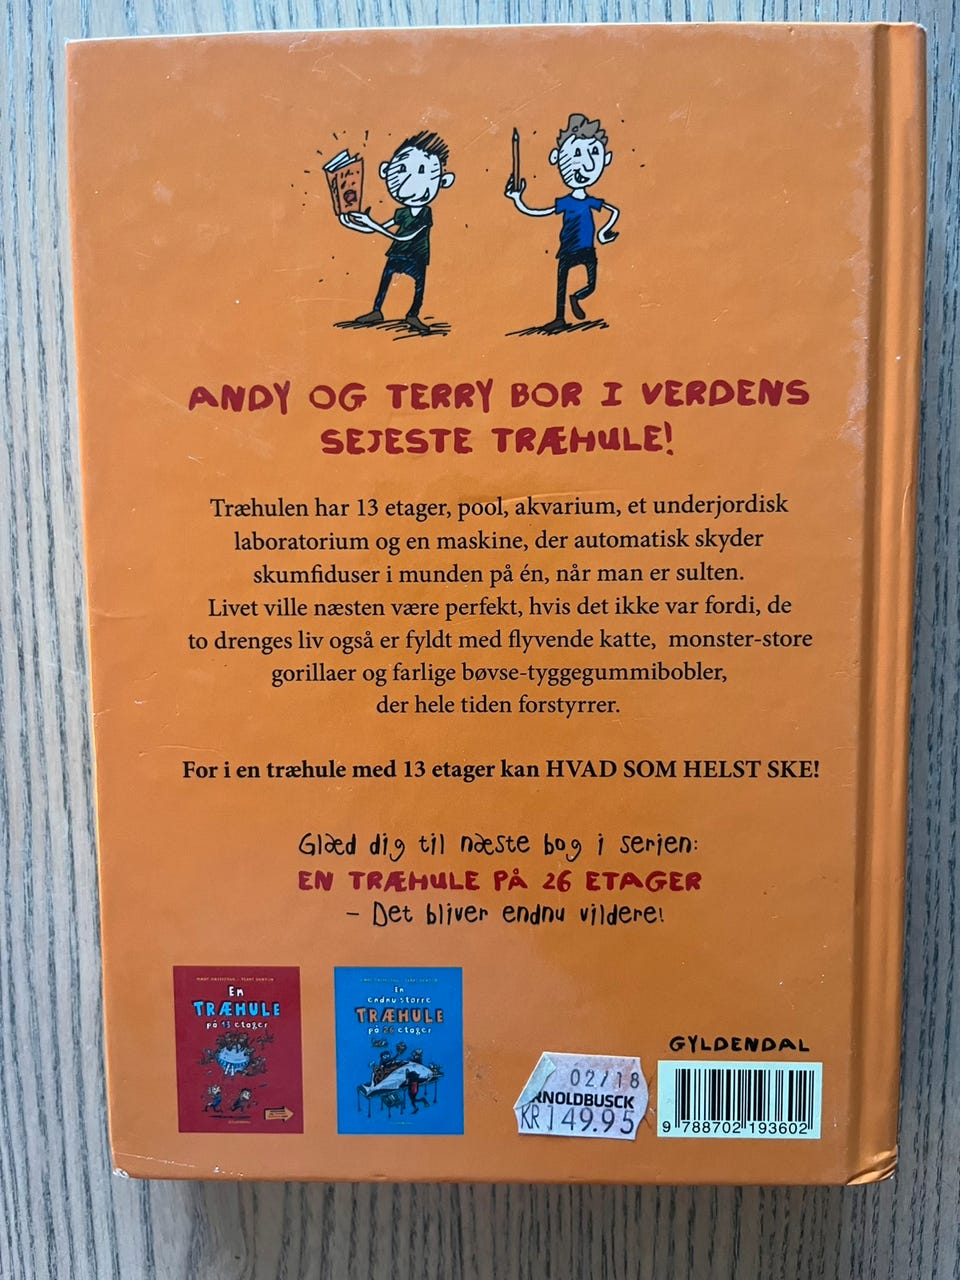 ANDY OG TERRY BOR I VERDENS
SEJESTE TRÆHULE!
Træhulen har 13 etager, pool, akvarium, et underjordisk
laboratorium og en maskine, der automatisk skyder
skumfiduser i munden på én, når man er sulten.
Livet ville næsten være perfekt, hvis det ikke var fordi, de
to drenges liv også er fyldt med flyvende katte, monster-store
gorillaer og farlige bøvse-tyggegummibobler,
der hele tiden forstyrrer.
For i en træhule med 13 etager kan HVAD SOM HELST SKE!
Glæd dig til næste bog i serien:
EN TRÆHULE PÅ 26 ETAGER
– Det bliver endnu vildere!
En
TRÆHULE
på 13 etager
En
endnu større
TRÆHULE
på 26 etager
02/18
RNOLDBUSCK
KR 149.95
GYLDENDAL
9 788702 193602